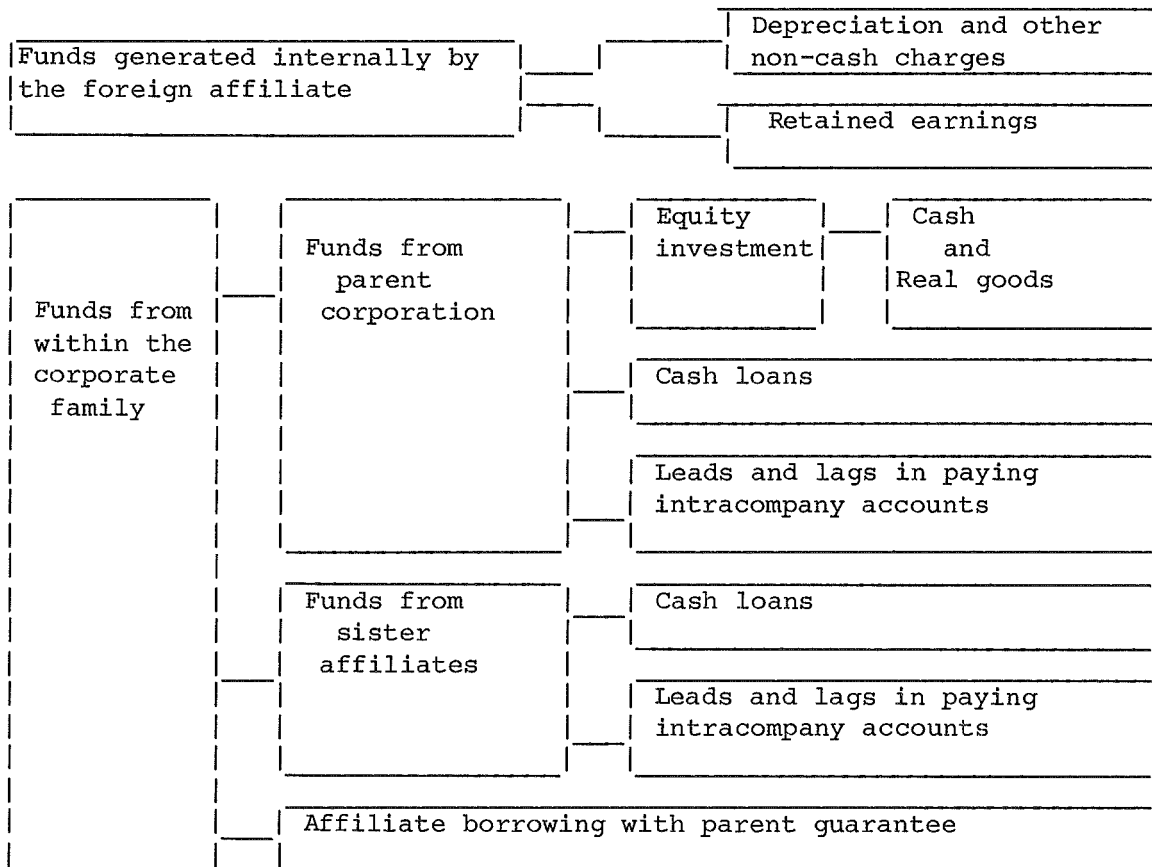 Funds generated internally by
the foreign affiliate
Depreciation and other
non-cash charges
Retained earnings
Funds from
within the
corporate
family
Funds from
parent
corporation
Equity
investment
Cash
and
Real goods
Cash loans
Leads and lags in paying
intracompany accounts
Funds from
sister
affiliates
Cash loans
Leads and lags in paying
intracompany accounts
Affiliate borrowing with parent guarantee